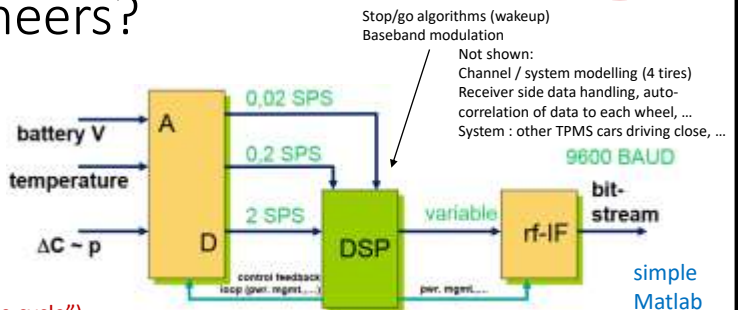 neers?
Stop/go algorithms (wakeup)
Baseband modulation
Not shown:
Channel / system modelling (4 tires)
Receiver side data handling, auto-
correlation of data to each wheel, ...
System : other TPMS cars driving close, ...
battery V
temperature
ΔC ~ p
A
D
0,02 SPS
0,2 SPS
2 SPS
DSP
variable
rf-IF
9600 BAUD
bit-
stream
control feedback
loop (pwr. mgmt,....)
pwr. mgmt,....
simple
Matlab
cycle")